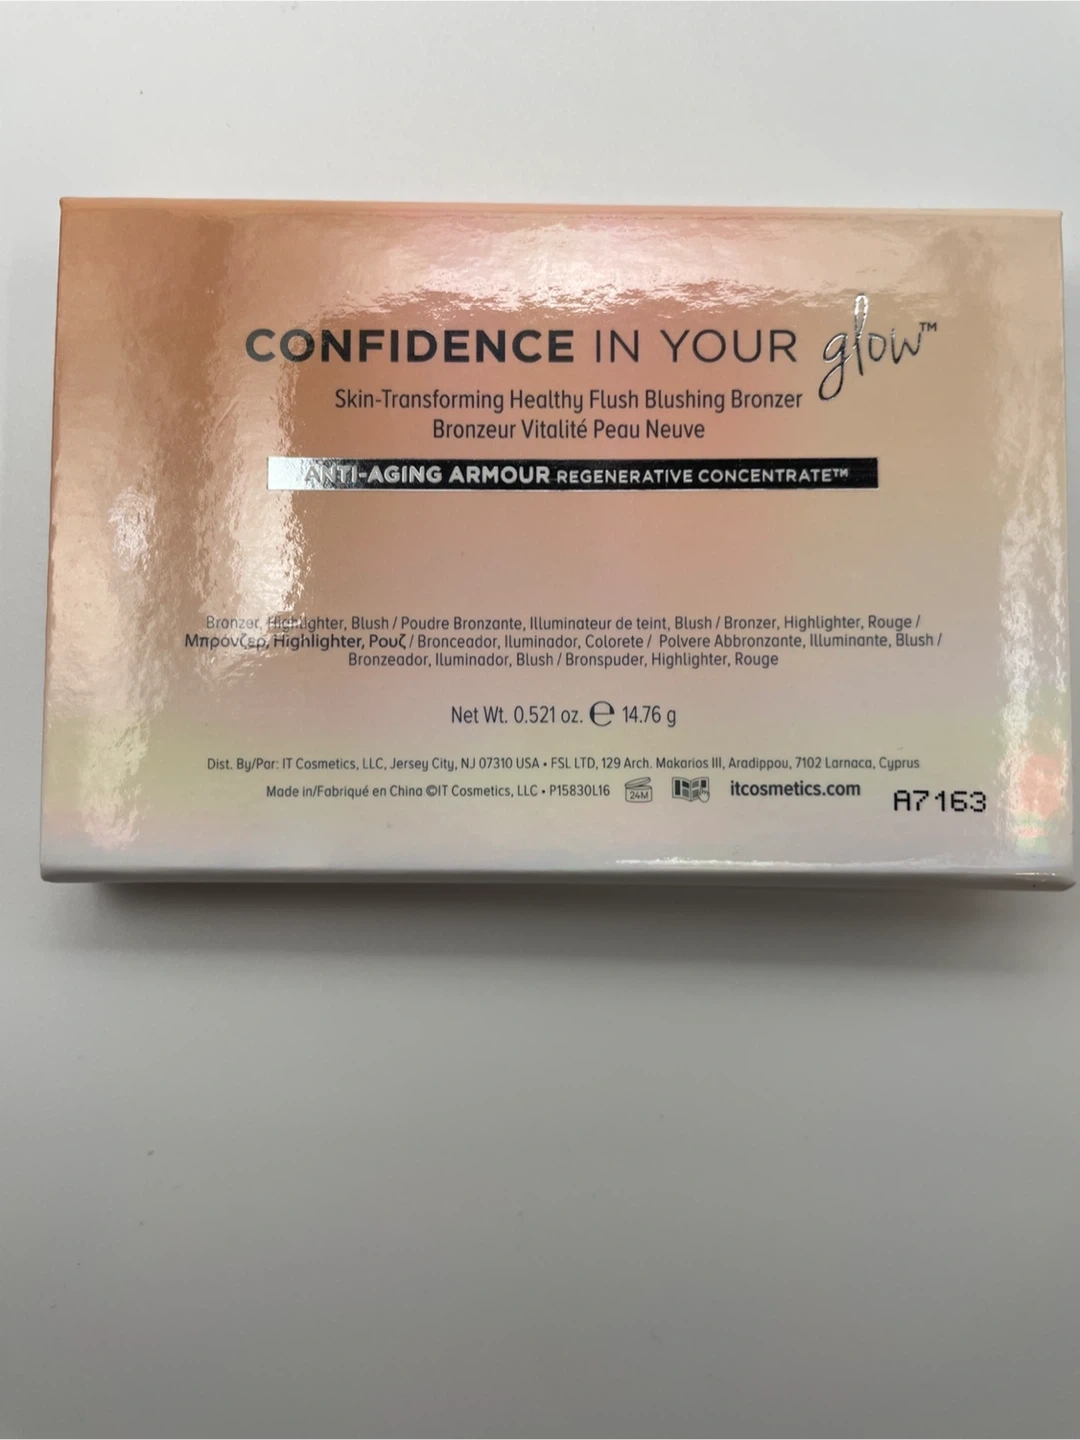 CONFIDENCE IN YOUR glow™
Skin-Transforming Healthy Flush Blushing Bronzer
Bronzeur Vitalité Peau Neuve
ANTI-AGING ARMOUR REGENERATIVE CONCENTRATE™
Bronzer, Highlighter, Blush / Poudre Bronzante, Illuminateur de teint, Blush / Bronzer, Highlighter, Rouge /
Μπρόνζερ, Highlighter, Ρουζ / Bronceador, Iluminador, Colorete / Polvere Abbronzante, Illuminante, Blush /
Bronzeador, Iluminador, Blush / Bronspuder, Highlighter, Rouge
Net Wt. 0.521 oz. ℮ 14.76 g
Dist. By/Par: IT Cosmetics, LLC, Jersey City, NJ 07310 USA • FSL LTD, 129 Arch. Makarios III, Aradippou, 7102 Larnaca, Cyprus
Made in/Fabriqué en China ©IT Cosmetics, LLC • P15830L16 24M itcosmetics.com A7163